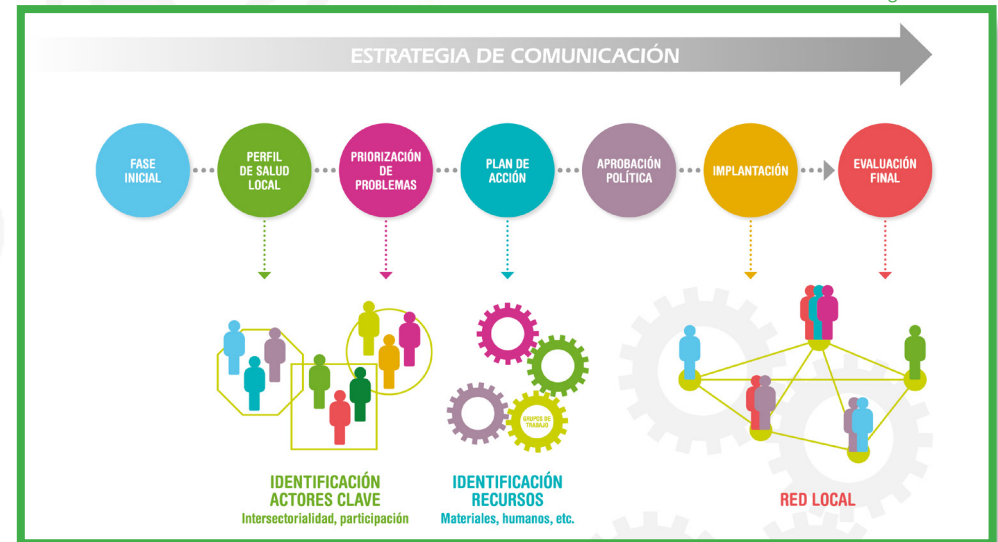 ESTRATEGIA DE COMUNICACIÓN
FASE
INICIAL
PERFIL
DE SALUD
LOCAL
PRIORIZACIÓN
DE
PROBLEMAS
PLAN DE
ACCIÓN
APROBACIÓN
POLÍTICA
IMPLANTACIÓN
EVALUACIÓN
FINAL
GRUPOS DE
TRABAJO
IDENTIFICACIÓN
ACTORES CLAVE
Intersectorialidad, participación
IDENTIFICACIÓN
RECURSOS
Materiales, humanos, etc.
RED LOCAL